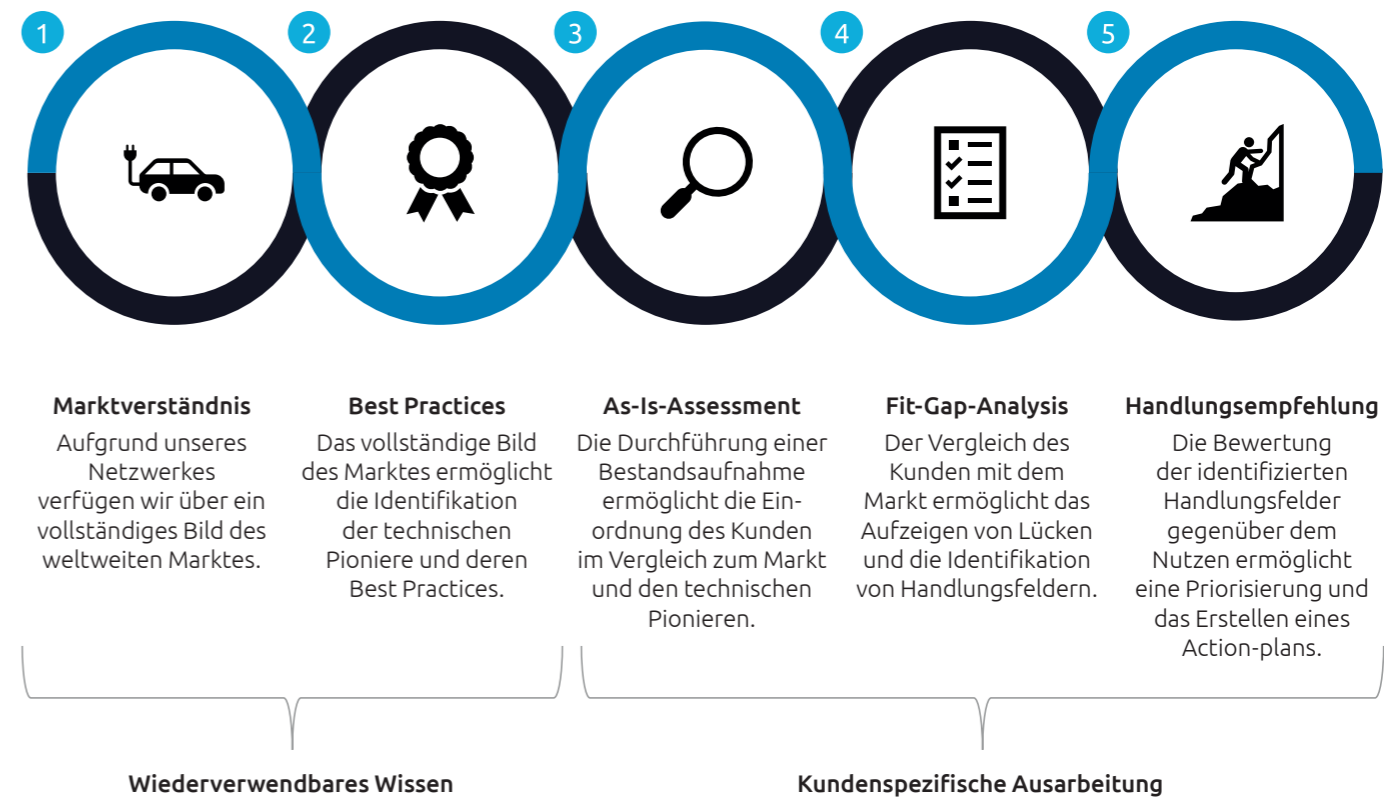 1
2
3
4
5
Marktverständnis
Aufgrund unseres
Netzwerkes
verfügen wir über ein
vollständiges Bild des
weltweiten Marktes.
Best Practices
Das vollständige Bild
des Marktes ermöglicht
die Identifikation
der technischen
Pioniere und deren
Best Practices.
As-Is-Assessment
Die Durchführung einer
Bestandsaufnahme
ermöglicht die Ein-
ordnung des Kunden
im Vergleich zum Markt
und den technischen
Pionieren.
Fit-Gap-Analysis
Der Vergleich des
Kunden mit dem
Markt ermöglicht das
Aufzeigen von Lücken
und die Identifikation
von Handlungsfeldern.
Handlungsempfehlung
Die Bewertung
der identifizierten
Handlungsfelder
gegenüber dem
Nutzen ermöglicht
eine Priorisierung und
das Erstellen eines
Action-plans.
Wiederverwendbares Wissen
Kundenspezifische Ausarbeitung